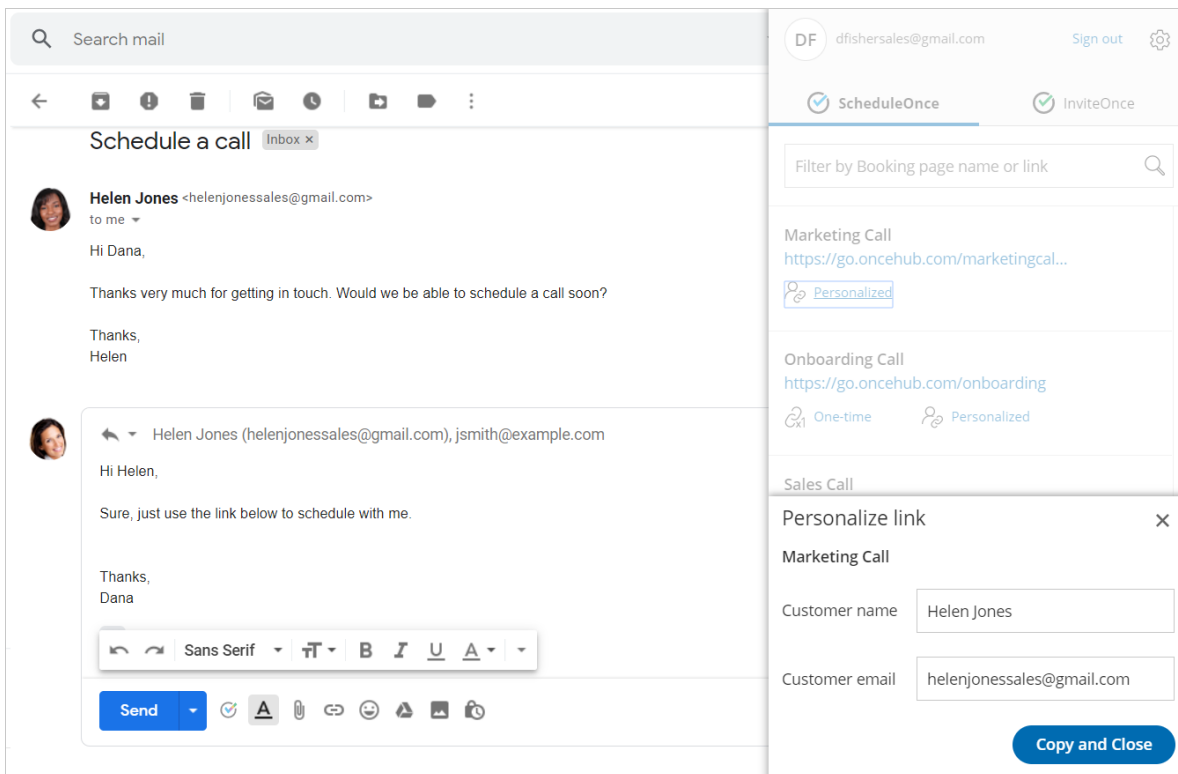 Search mail
Schedule a call Inbox ×
Helen Jones <helenjonessales@gmail.com>
to me
Hi Dana,
Thanks very much for getting in touch. Would we be able to schedule a call soon?
Thanks,
Helen
Helen Jones (helenjonessales@gmail.com), jsmith@example.com
Hi Helen,
Sure, just use the link below to schedule with me.
Thanks,
Dana
Sans Serif
Send
DF dfishersales@gmail.com Sign out
ScheduleOnce InviteOnce
Filter by Booking page name or link
Marketing Call
https://go.oncehub.com/marketingcal...
Personalized
Onboarding Call
https://go.oncehub.com/onboarding
x1 One-time Personalized
Sales Call
Personalize link
Marketing Call
Customer name Helen Jones
Customer email helenjonessales@gmail.com
Copy and Close